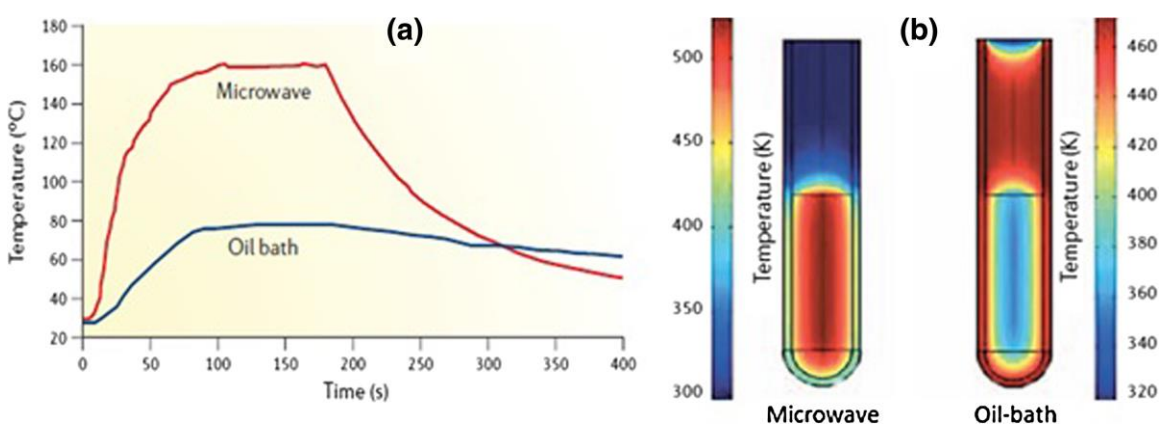 (a)
Temperature (ºC)
180
160
140
120
100
80
60
40
20
Microwave
Oil bath
0 50 100 150 200 250 300 350 400
Time (s)
(b)
500
450
400
350
300
Temperature (K)
Microwave
Temperature (K)
460
440
420
400
380
360
340
320
Oil-bath